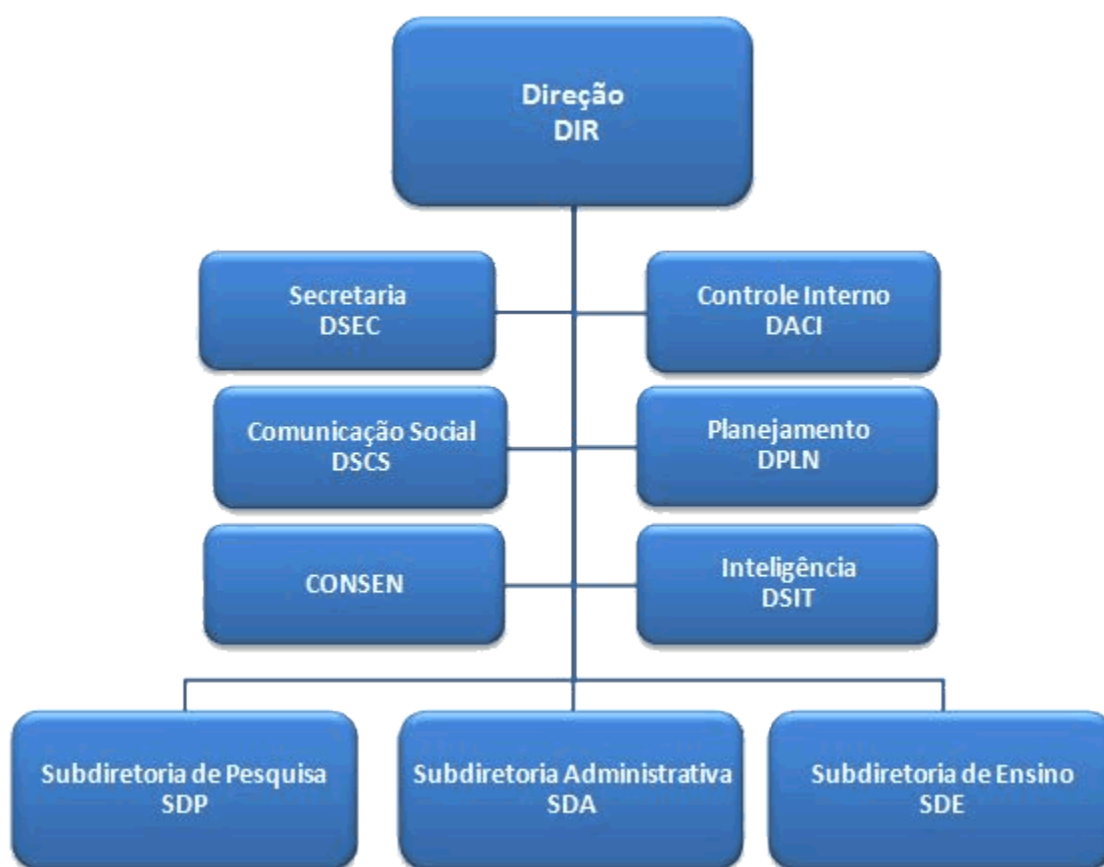 Direção
DIR
Secretaria
DSEC
Controle Interno
DACI
Comunicação Social
DSCS
Planejamento
DPLN
CONSEN
Inteligência
DSIT
Subdiretoria de Pesquisa
SDP
Subdiretoria Administrativa
SDA
Subdiretoria de Ensino
SDE